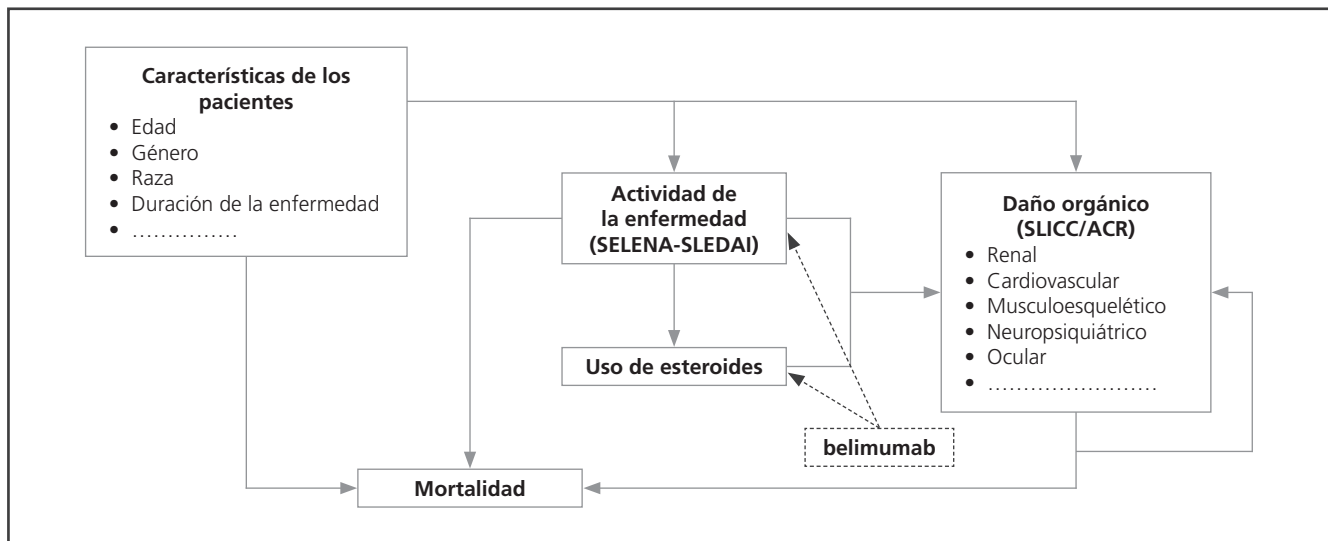 Características de los
pacientes
• Edad
• Género
• Raza
• Duración de la enfermedad
• ...............
Actividad de
la enfermedad
(SELENA-SLEDAI)
Daño orgánico
(SLICC/ACR)
• Renal
• Cardiovascular
• Musculoesquelético
• Neuropsiquiátrico
• Ocular
• ........................
Uso de esteroides
belimumab
Mortalidad